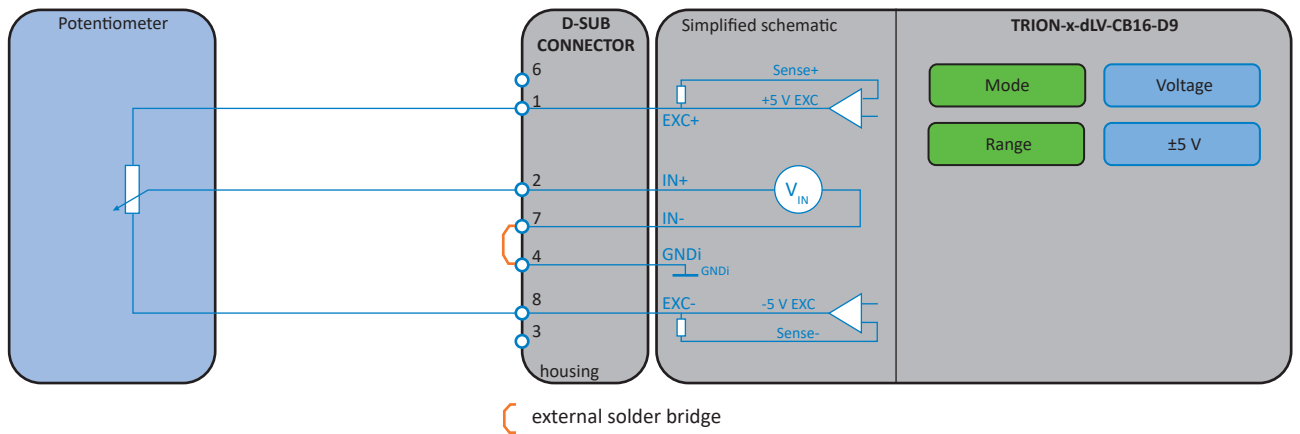 Potentiometer
D-SUB
CONNECTOR
Simplified schematic
TRION-x-dLV-CB16-D9
6
Sense+
Mode
Voltage
1
+5 V EXC
EXC+
Range
±5 V
2
IN+
VIN
7
IN-
4
GNDi
GNDi
8
EXC-
-5 V EXC
3
Sense-
housing
external solder bridge